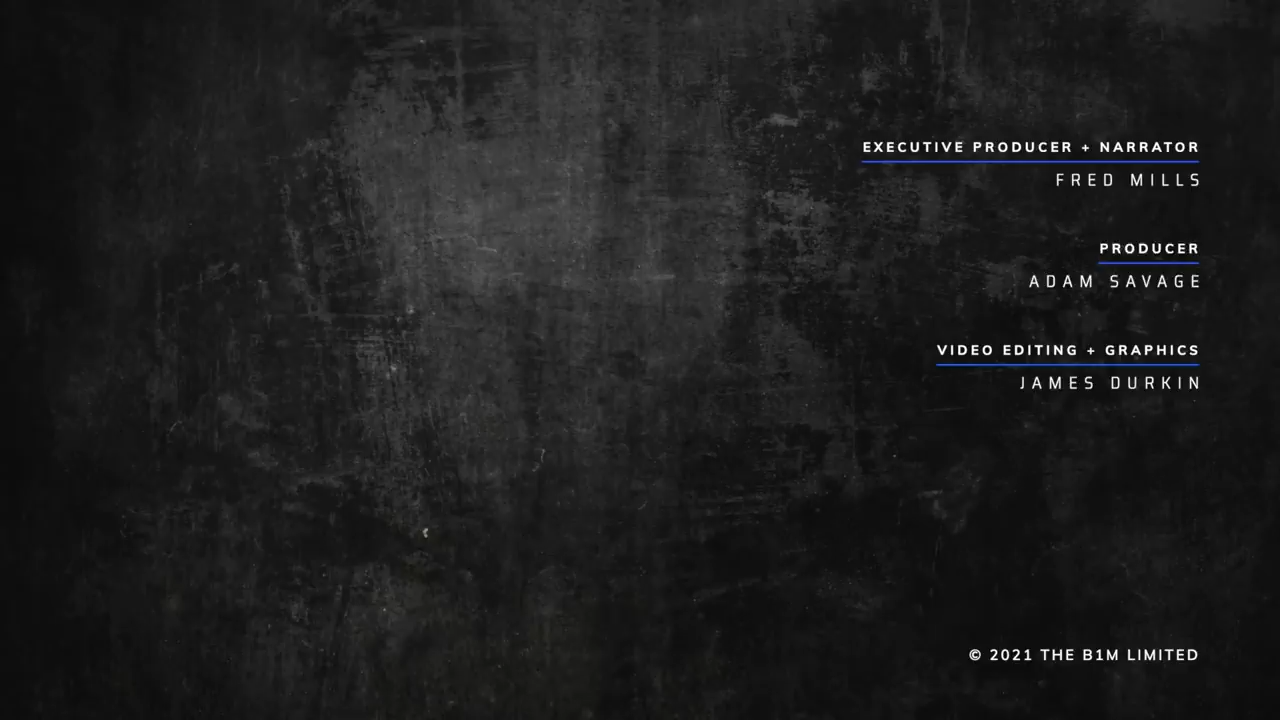 EXECUTIVE PRODUCER + NARRATOR
FRED MILLS
PRODUCER
ADAM SAVAGE
VIDEO EDITING + GRAPHICS
JAMES DURKIN
© 2021 THE B1M LIMITED